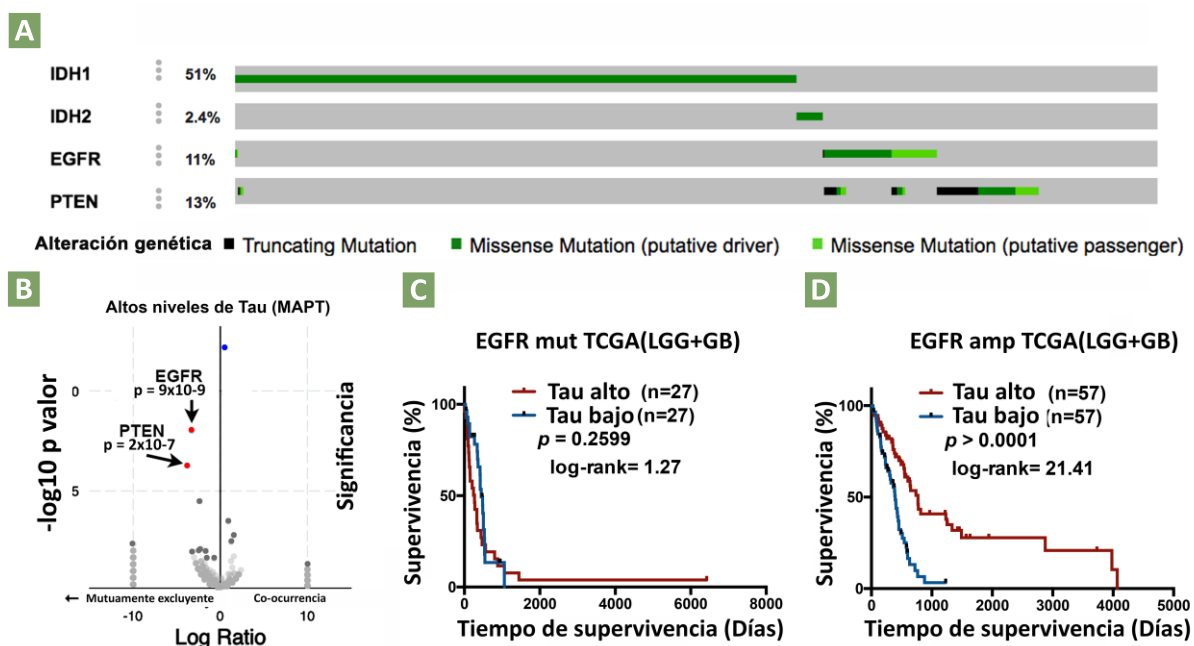 A
IDH1 51%
IDH2 2.4%
EGFR 11%
PTEN 13%
Alteración genética Truncating Mutation Missense Mutation (putative driver) Missense Mutation (putative passenger)
B
Altos niveles de Tau (MAPT)
EGFR
p = 9x10-9
PTEN
p = 2x10-7
0
5
-log10 p valor
Significancia
← Mutuamente excluyente Co-ocurrencia
-10 0 10
Log Ratio
C
EGFR mut TCGA(LGG+GB)
Tau alto (n=27)
Tau bajo (n=27)
p = 0.2599
log-rank= 1.27
Supervivencia (%)
100
50
0
0 2000 4000 6000 8000
Tiempo de supervivencia (Días)
D
EGFR amp TCGA(LGG+GB)
Tau alto (n=57)
Tau bajo (n=57)
p > 0.0001
log-rank= 21.41
Supervivencia (%)
100
50
0
0 1000 2000 3000 4000 5000
Tiempo de supervivencia (Días)